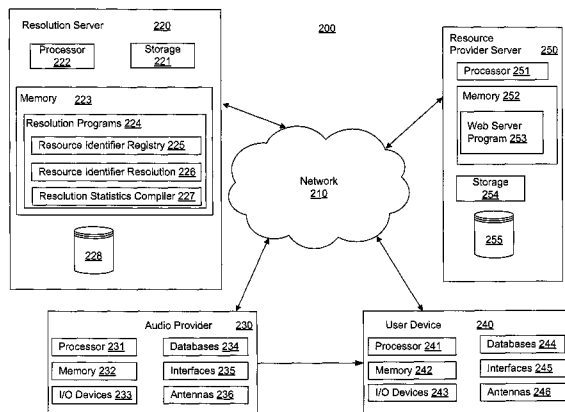 Resolution Server 220
Processor 222
Storage 221
Memory 223
Resolution Programs 224
Resource Identifier Registry 225
Resource Identifier Resolution 226
Resolution Statistics Compiler 227
228
200
Network 210
Resource Provider Server 250
Processor 251
Memory 252
Web Server Program 253
Storage 254
255
Audio Provider 230
Processor 231
Databases 234
Memory 232
Interfaces 235
I/O Devices 233
Antennas 236
User Device 240
Processor 241
Databases 244
Memory 242
Interfaces 245
I/O Devices 243
Antennas 246